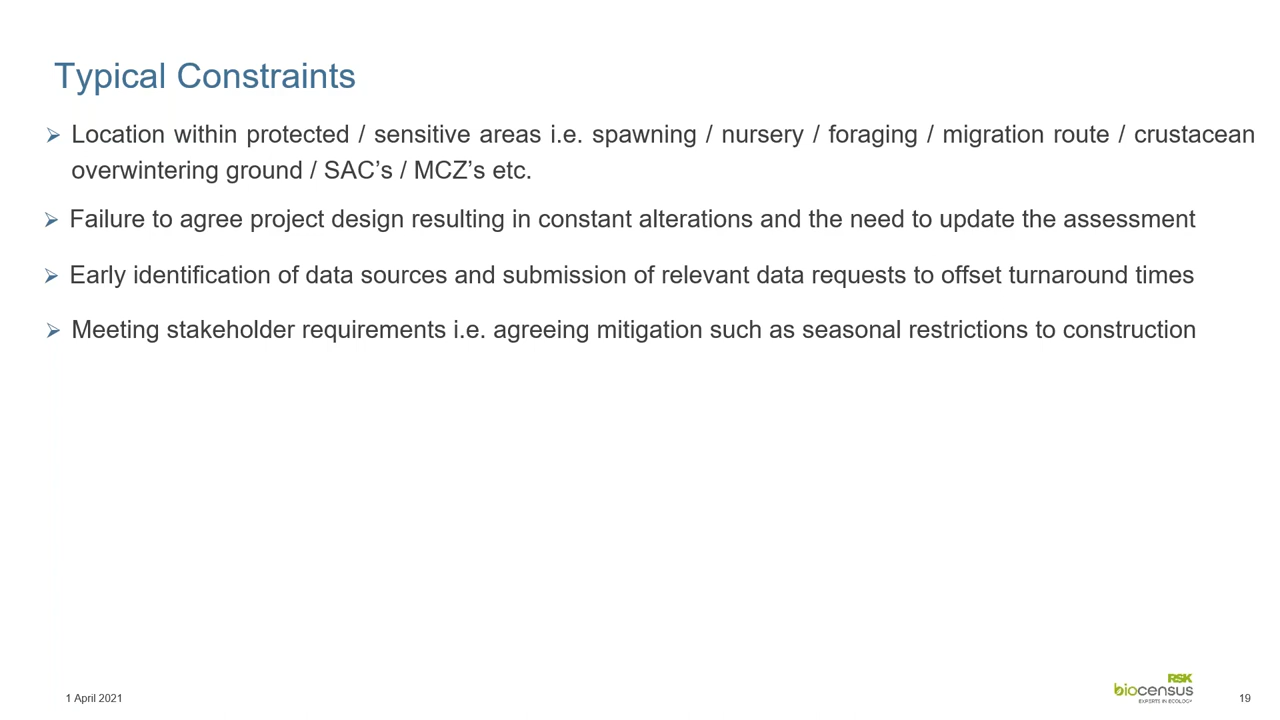 Typical Constraints
➢ Location within protected / sensitive areas i.e. spawning / nursery / foraging / migration route / crustacean
overwintering ground / SAC’s / MCZ’s etc.
➢ Failure to agree project design resulting in constant alterations and the need to update the assessment
➢ Early identification of data sources and submission of relevant data requests to offset turnaround times
➢ Meeting stakeholder requirements i.e. agreeing mitigation such as seasonal restrictions to construction
1 April 2021
RSK
biocensus
EXPERTS IN ECOLOGY
19